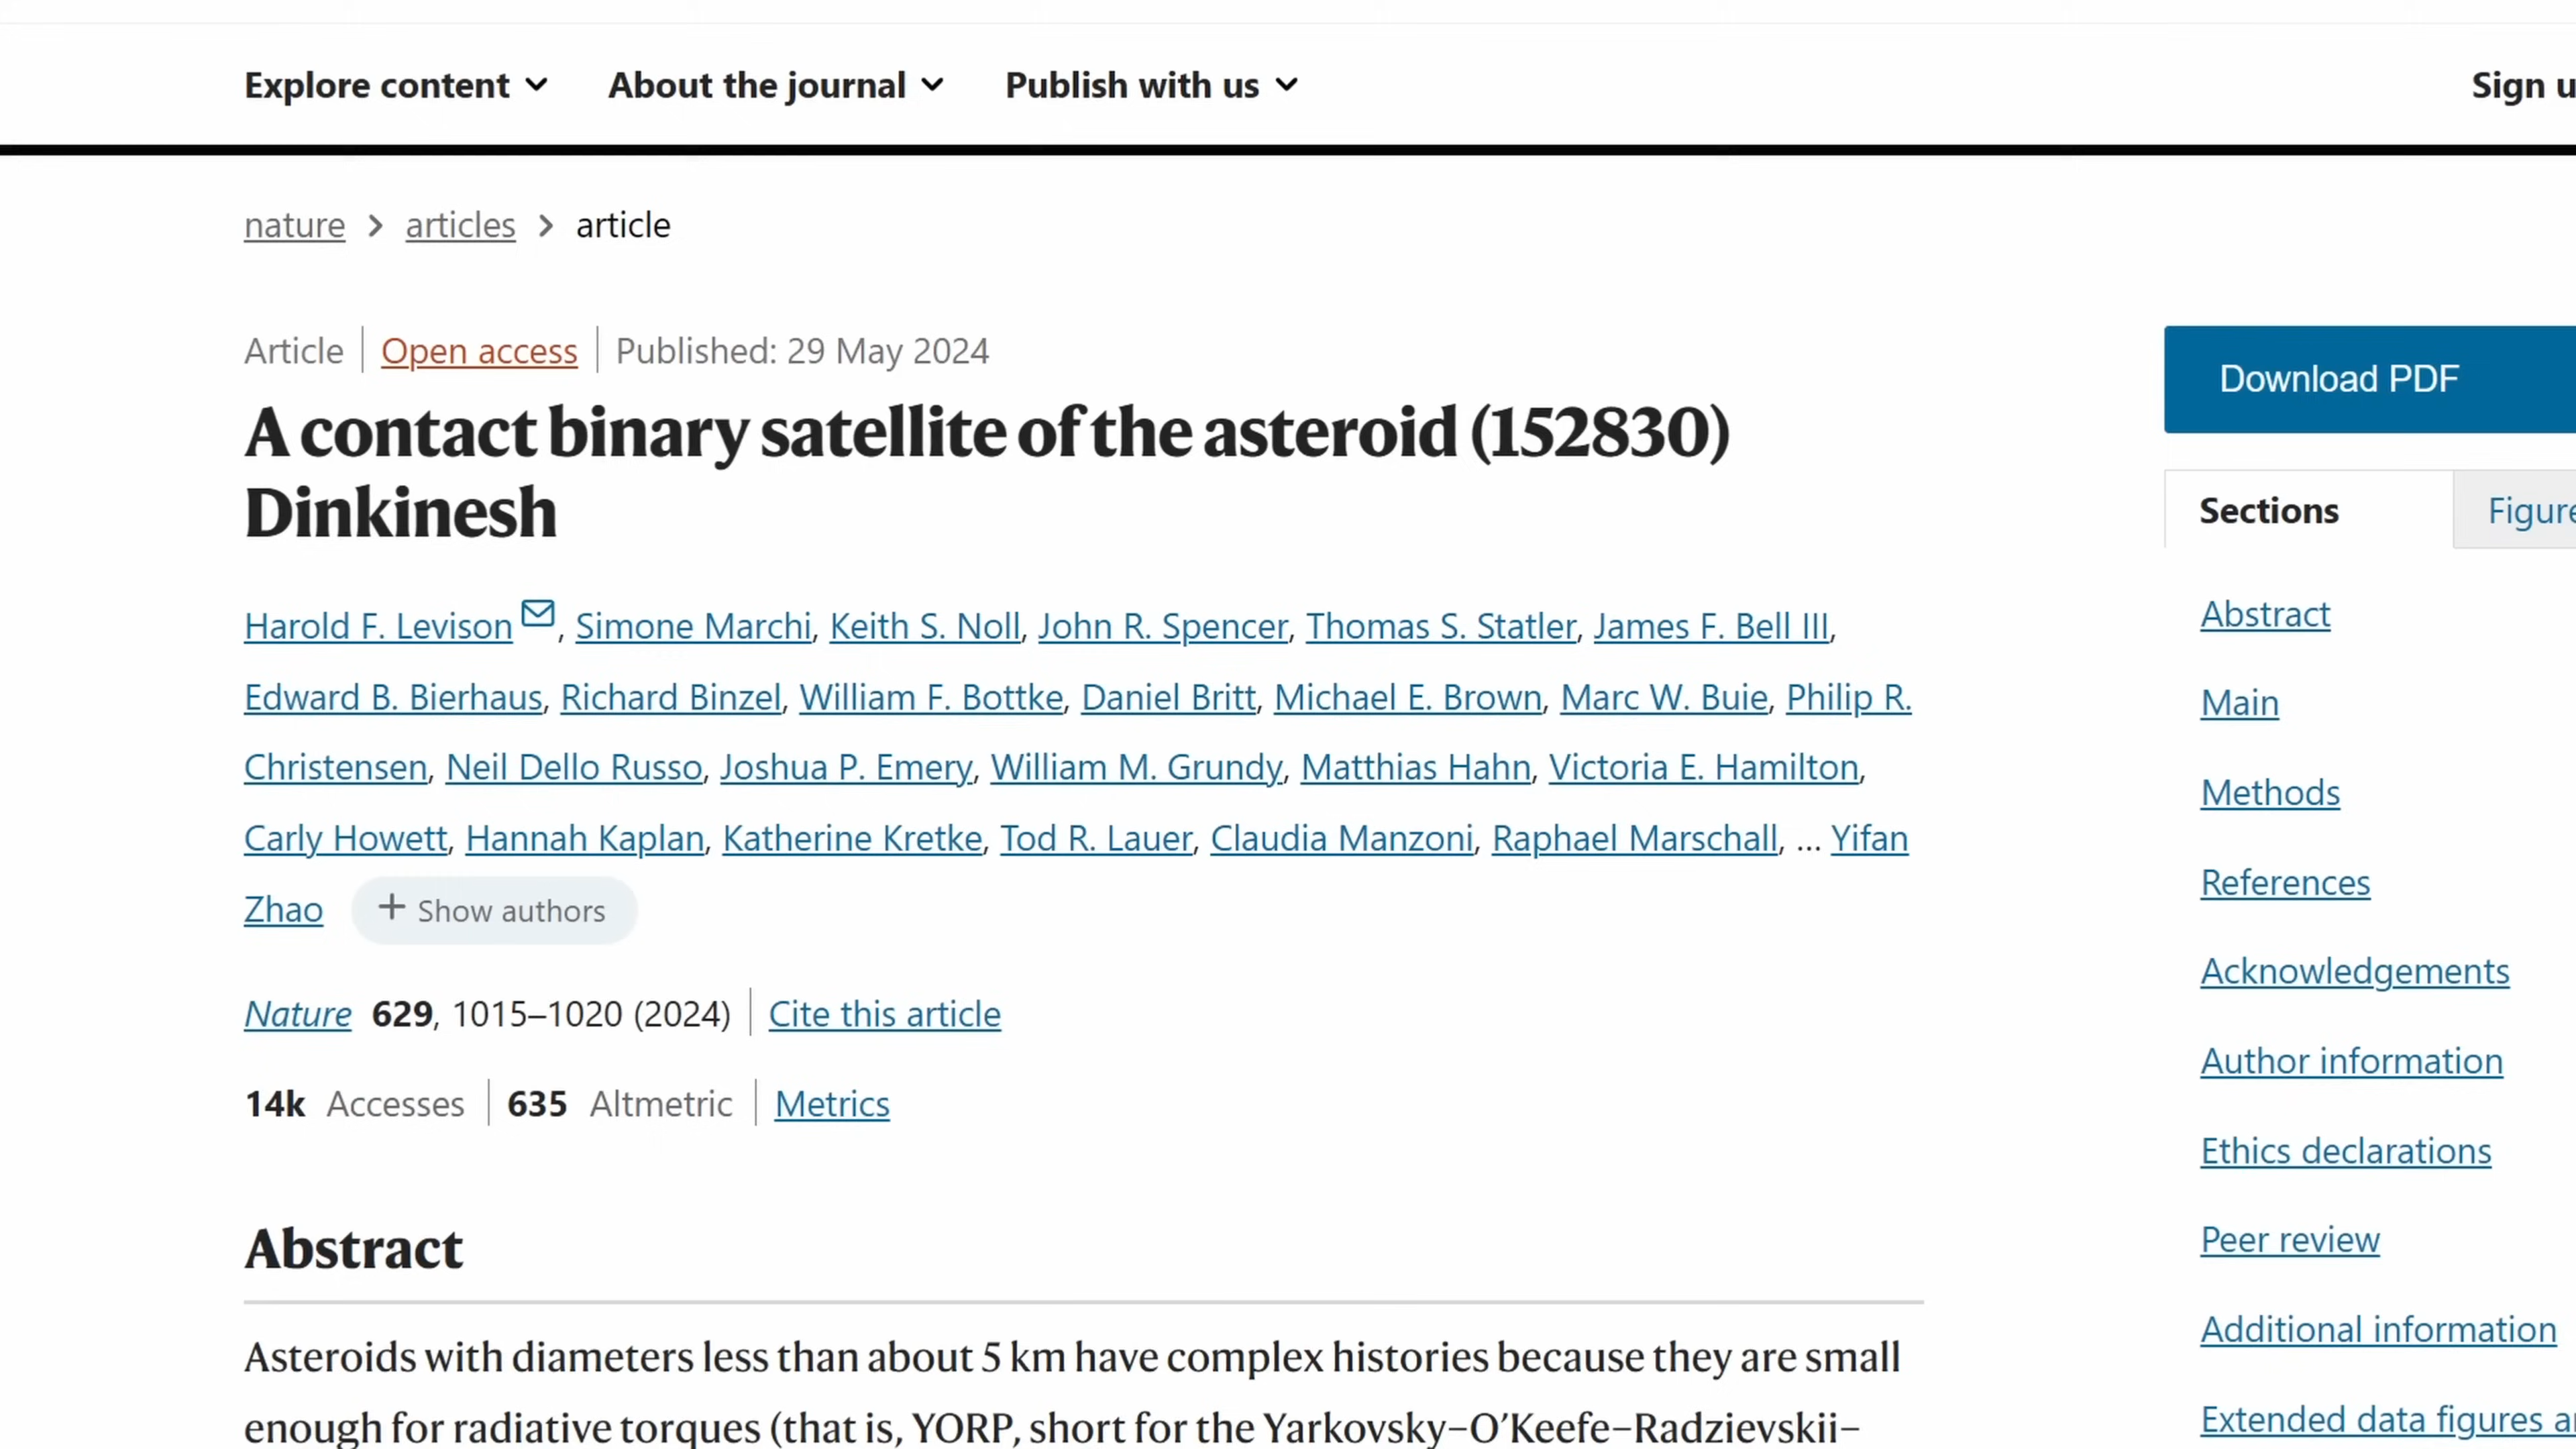 Explore content About the journal Publish with us Sign u
nature > articles > article
Article | Open access | Published: 29 May 2024
A contact binary satellite of the asteroid (152830)
Dinkinesh
Harold F. Levison, Simone Marchi, Keith S. Noll, John R. Spencer, Thomas S. Statler, James F. Bell III,
Edward B. Bierhaus, Richard Binzel, William F. Bottke, Daniel Britt, Michael E. Brown, Marc W. Buie, Philip R.
Christensen, Neil Dello Russo, Joshua P. Emery, William M. Grundy, Matthias Hahn, Victoria E. Hamilton,
Carly Howett, Hannah Kaplan, Katherine Kretke, Tod R. Lauer, Claudia Manzoni, Raphael Marschall, ... Yifan
Zhao + Show authors
Nature 629, 1015–1020 (2024) | Cite this article
14k Accesses | 635 Altmetric | Metrics
Abstract
Asteroids with diameters less than about 5 km have complex histories because they are small
enough for radiative torques (that is, YORP, short for the Yarkovsky–O’Keefe–Radzievskii–
Download PDF
Sections Figure
Abstract
Main
Methods
References
Acknowledgements
Author information
Ethics declarations
Peer review
Additional information
Extended data figures a